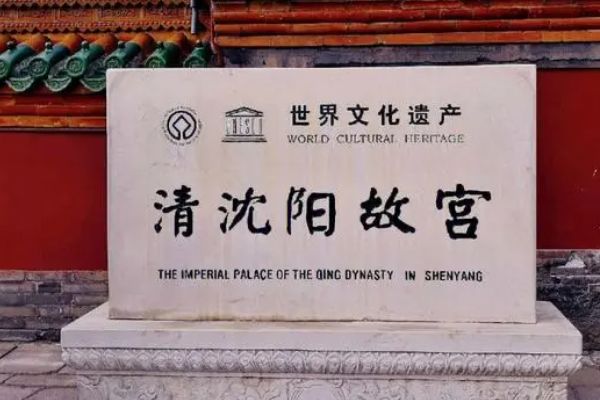 世界文化遗产
WORLD CULTURAL HERITAGE
清沈阳故宫
THE IMPERIAL PALACE OF THE QING DYNASTY IN SHENYANG